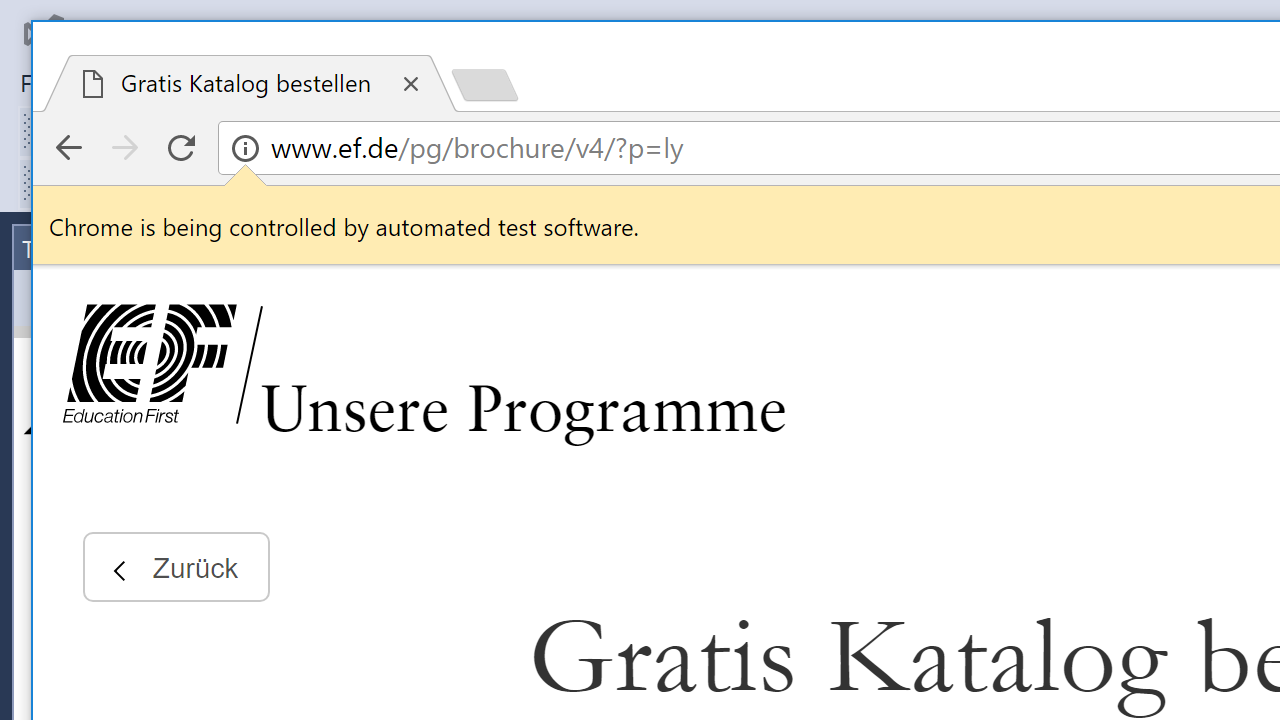 F
Gratis Katalog bestellen
www.ef.de/pg/brochure/v4/?p=ly
Chrome is being controlled by automated test software.
T
EF
Education First
Unsere Programme
Zurück
Gratis Katalog be